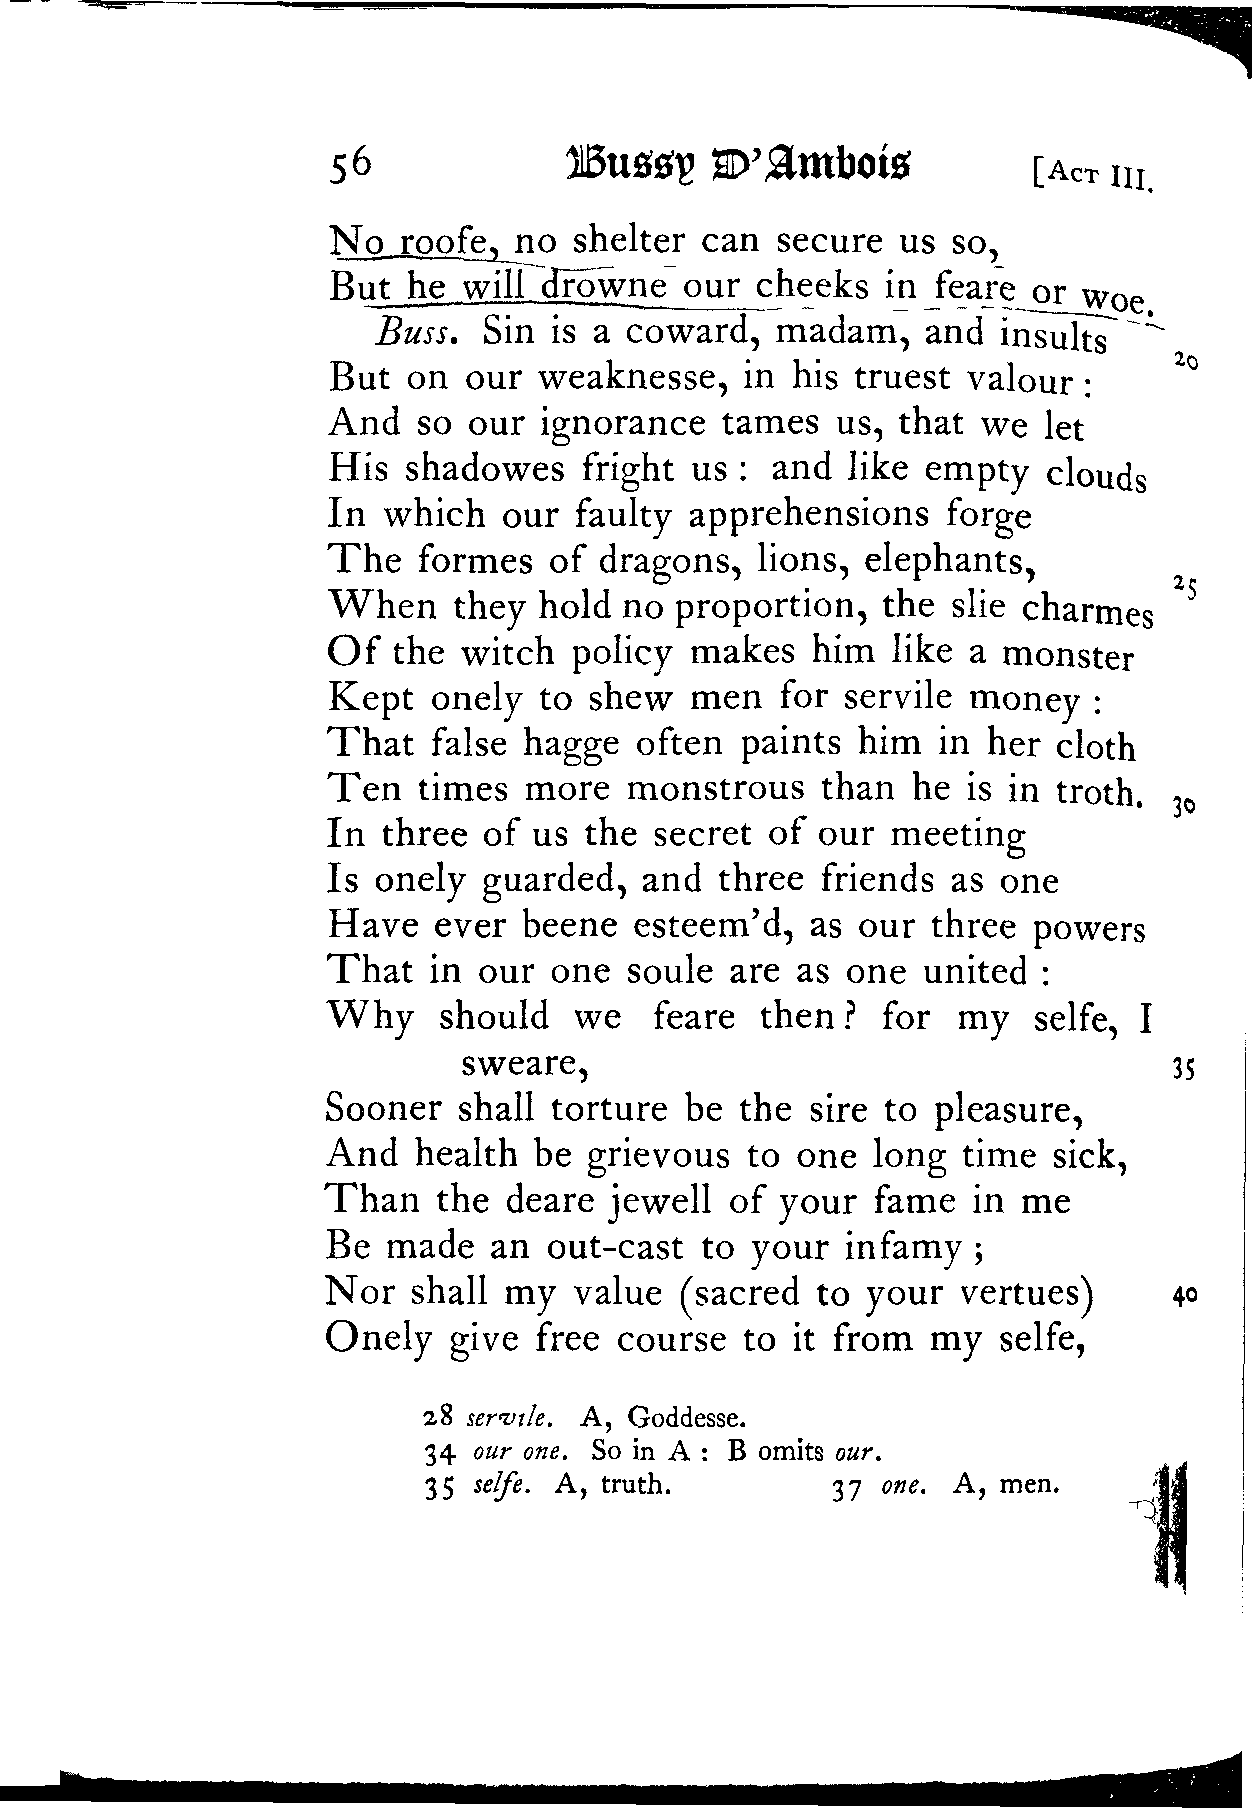 56 Bussy D'Ambois [ACT III.
No roofe, no shelter can secure us so,
But he will drowne our cheeks in feare or woe.
Buss. Sin is a coward, madam, and insults
But on our weaknesse, in his truest valour : 20
And so our ignorance tames us, that we let
His shadowes fright us : and like empty clouds
In which our faulty apprehensions forge
The formes of dragons, lions, elephants,
When they hold no proportion, the slie charmes 25
Of the witch policy makes him like a monster
Kept onely to shew men for servile money :
That false hagge often paints him in her cloth
Ten times more monstrous than he is in troth. 30
In three of us the secret of our meeting
Is onely guarded, and three friends as one
Have ever beene esteem'd, as our three powers
That in our one soule are as one united :
Why should we feare then ? for my selfe, I
sweare, 35
Sooner shall torture be the sire to pleasure,
And health be grievous to one long time sick,
Than the deare jewell of your fame in me
Be made an out-cast to your infamy ;
Nor shall my value (sacred to your vertues) 40
Onely give free course to it from my selfe,
28 servile. A, Goddesse.
34 our one. So in A : B omits our.
35 selfe. A, truth. 37 one. A, men.